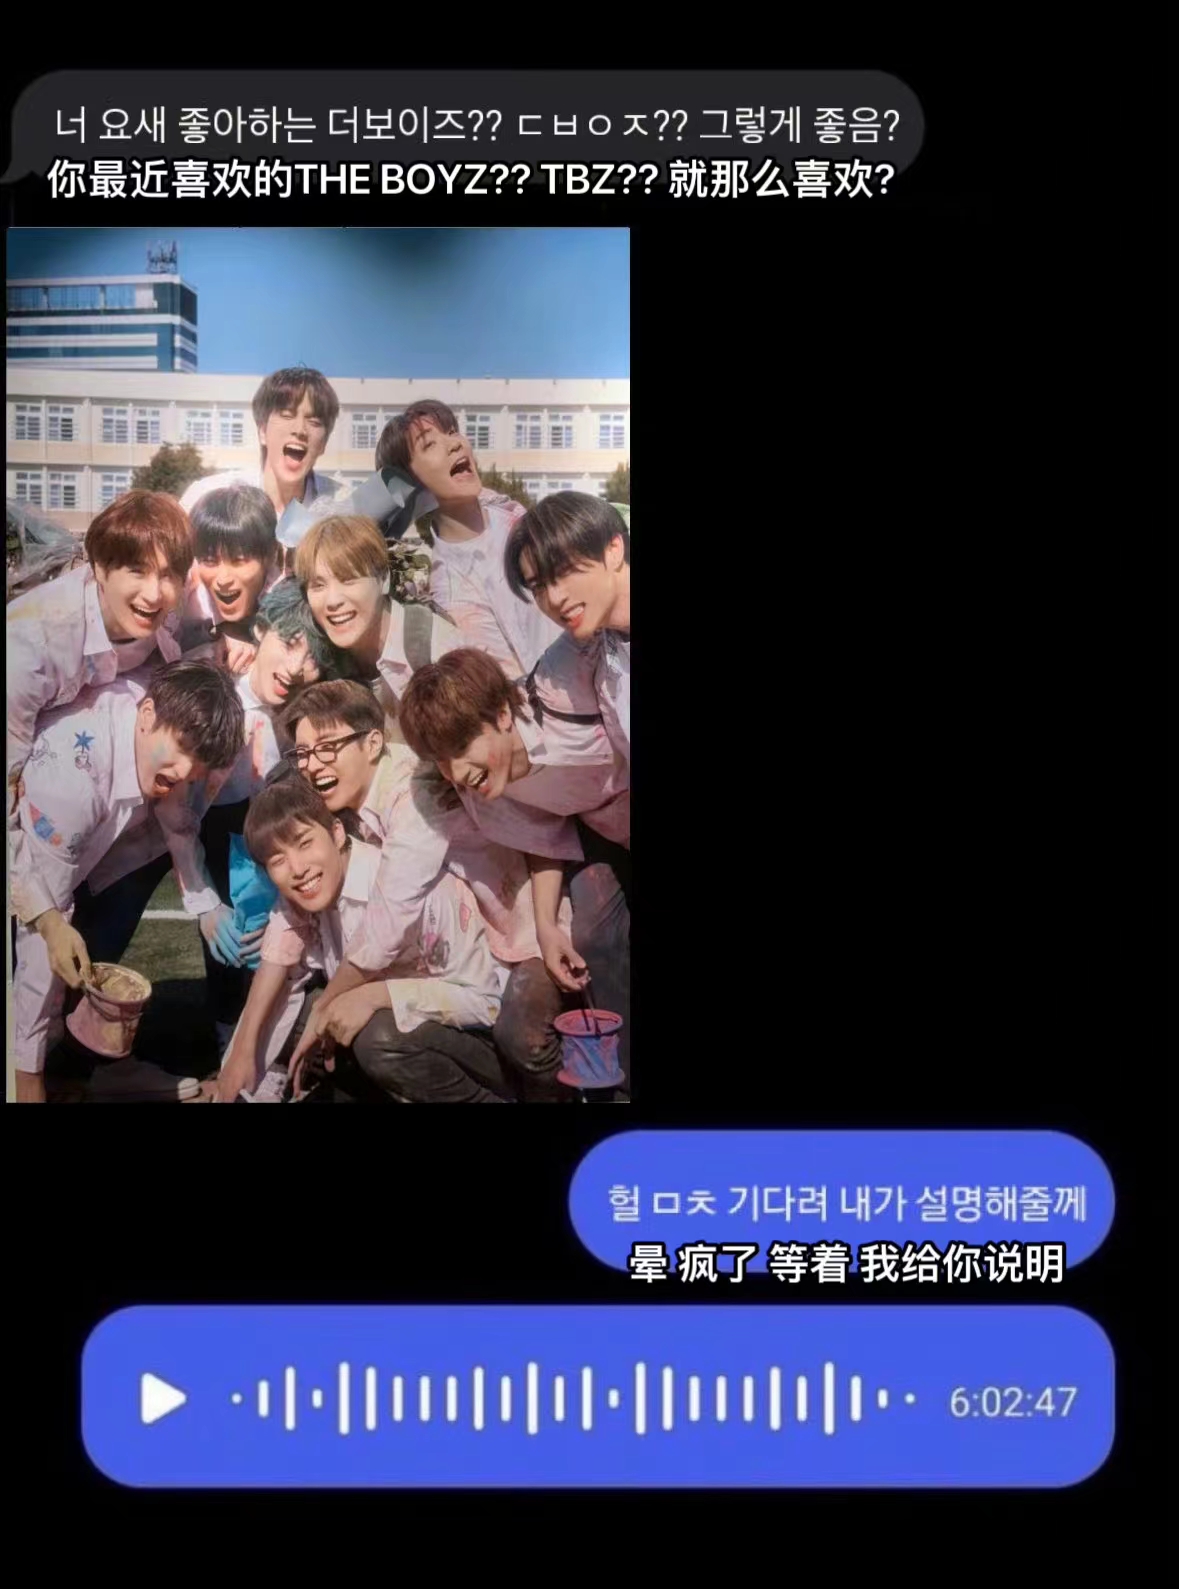 너 요새 좋아하는 더보이즈?? ㄷㅂㅇㅈ?? 그렇게 좋음?
你最近喜欢的THE BOYZ?? TBZ?? 就那么喜欢?
헐 ㅁㅊ 기다려 내가 설명해줄께
晕 疯了 等着 我给你说明
6:02:47